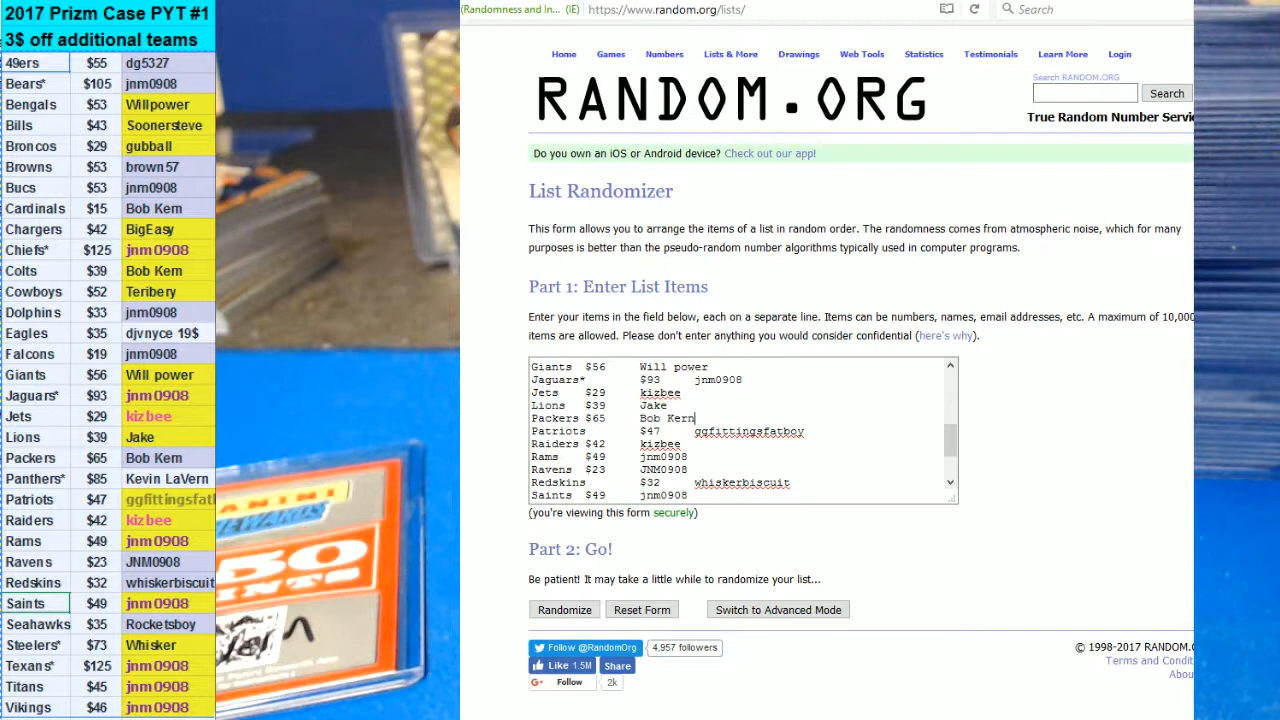 2017 Prizm Case PYT #1
3$ off additional teams
49ers $55 dg5327
Bears* $105 jnm0908
Bengals $53 Willpower
Bills $43 Soonersteve
Broncos $29 gubball
Browns $53 brown57
Bucs $53 jnm0908
Cardinals $15 Bob Kern
Chargers $42 BigEasy
Chiefs* $125 jnm0908
Colts $39 Bob Kern
Cowboys $52 Teribery
Dolphins $33 jnm0908
Eagles $35 djvnyce 19$
Falcons $19 jnm0908
Giants $56 Will power
Jaguars* $93 jnm0908
Jets $29 kizbee
Lions $39 Jake
Packers $65 Bob Kern
Panthers* $85 Kevin LaVern
Patriots $47 ggfittingsfat
Raiders $42 kizbee
Rams $49 jnm0908
Ravens $23 JNM0908
Redskins $32 whiskerbiscuit
Saints $49 jnm0908
Seahawks $35 Rocketsboy
Steelers* $73 Whisker
Texans* $125 jnm0908
Titans $45 jnm0908
Vikings $46 jnm0908
(Randomness and In... (IE) https://www.random.org/lists/ Search
Home Games Numbers Lists & More Drawings Web Tools Statistics Testimonials Learn More Login
RANDOM.ORG
Search RANDOM.ORG
Search
True Random Number Servi
Do you own an iOS or Android device? Check out our app!
List Randomizer
This form allows you to arrange the items of a list in random order. The randomness comes from atmospheric noise, which for many
purposes is better than the pseudo-random number algorithms typically used in computer programs.
Part 1: Enter List Items
Enter your items in the field below, each on a separate line. Items can be numbers, names, email addresses, etc. A maximum of 10,000
items are allowed. Please don't enter anything you would consider confidential (here's why).
Giants $56 Will power
Jaguars* $93 jnm0908
Jets $29 kizbee
Lions $39 Jake
Packers $65 Bob Kern
Patriots $47 ggfittingsfatboy
Raiders $42 kizbee
Rams $49 jnm0908
Ravens $23 JNM0908
Redskins $32 whiskerbiscuit
Saints $49 jnm0908
(you're viewing this form securely)
Part 2: Go!
Be patient! It may take a little while to randomize your list...
Randomize Reset Form Switch to Advanced Mode
Follow @RandomOrg 4,957 followers
Like 1.5M Share
G+ Follow 2k
© 1998-2017 RANDOM.O
Terms and Condit
Abou
PANINI
REWARDS
50
POINTS